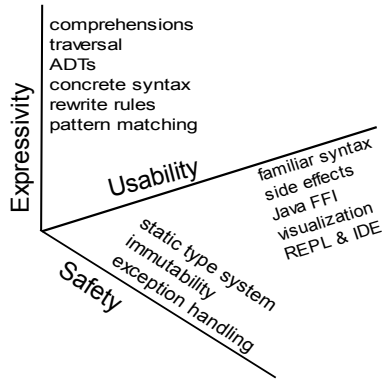 comprehensions
traversal
ADTs
concrete syntax
rewrite rules
pattern matching
Expressivity
Usability
familiar syntax
side effects
Java FFI
visualization
REPL & IDE
Safety
static type system
immutability
exception handling